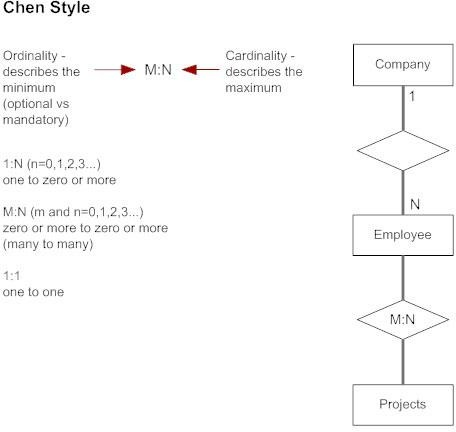 Chen Style
Ordinality -
describes the
minimum
(optional vs
mandatory)
M:N
Cardinality -
describes the
maximum
1:N (n=0,1,2,3...)
one to zero or more
M:N (m and n=0,1,2,3...)
zero or more to zero or more
(many to many)
1:1
one to one
Company
1
N
Employee
M:N
Projects